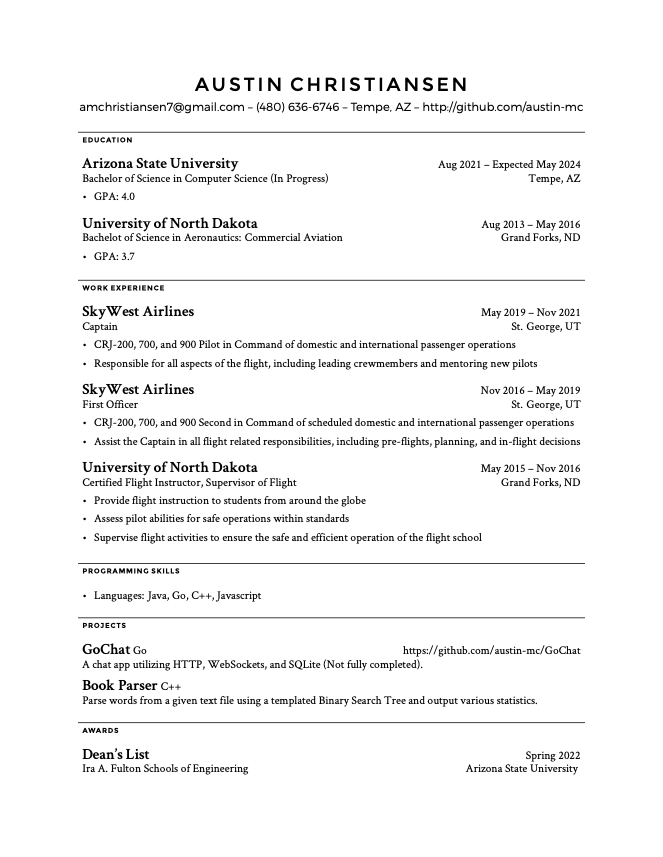 AUSTIN CHRISTIANSEN
amchristiansen7@gmail.com – (480) 636-6746 – Tempe, AZ – http://github.com/austin-mc
EDUCATION
Arizona State University Aug 2021 – Expected May 2024
Bachelor of Science in Computer Science (In Progress) Tempe, AZ
• GPA: 4.0
University of North Dakota Aug 2013 – May 2016
Bachelot of Science in Aeronautics: Commercial Aviation Grand Forks, ND
• GPA: 3.7
WORK EXPERIENCE
SkyWest Airlines May 2019 – Nov 2021
Captain St. George, UT
• CRJ-200, 700, and 900 Pilot in Command of domestic and international passenger operations
• Responsible for all aspects of the flight, including leading crewmembers and mentoring new pilots
SkyWest Airlines Nov 2016 – May 2019
First Officer St. George, UT
• CRJ-200, 700, and 900 Second in Command of scheduled domestic and international passenger operations
• Assist the Captain in all flight related responsibilities, including pre-flights, planning, and in-flight decisions
University of North Dakota May 2015 – Nov 2016
Certified Flight Instructor, Supervisor of Flight Grand Forks, ND
• Provide flight instruction to students from around the globe
• Assess pilot abilities for safe operations within standards
• Supervise flight activities to ensure the safe and efficient operation of the flight school
PROGRAMMING SKILLS
• Languages: Java, Go, C++, Javascript
PROJECTS
GoChat Go https://github.com/austin-mc/GoChat
A chat app utilizing HTTP, WebSockets, and SQLite (Not fully completed).
Book Parser C++
Parse words from a given text file using a templated Binary Search Tree and output various statistics.
AWARDS
Dean's List Spring 2022
Ira A. Fulton Schools of Engineering Arizona State University